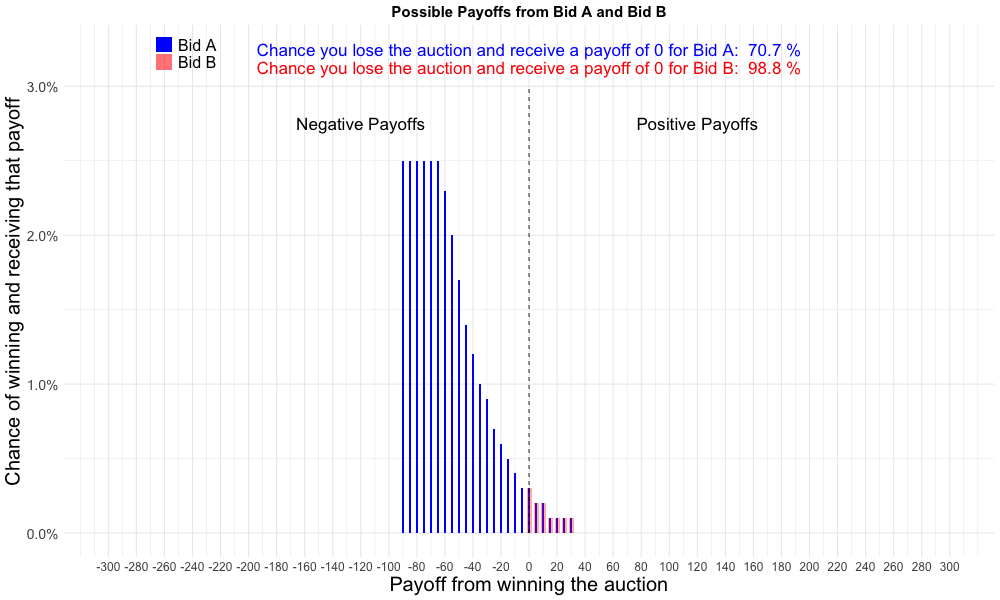 Possible Payoffs from Bid A and Bid B
Bid A
Bid B
Chance you lose the auction and receive a payoff of 0 for Bid A:  70.7 %
Chance you lose the auction and receive a payoff of 0 for Bid B:  98.8 %
Negative Payoffs
Positive Payoffs
Chance of winning and receiving that payoff
3.0%
2.0%
1.0%
0.0%
-300 -280 -260 -240 -220 -200 -180 -160 -140 -120 -100 -80 -60 -40 -20 0 20 40 60 80 100 120 140 160 180 200 220 240 260 280 300
Payoff from winning the auction